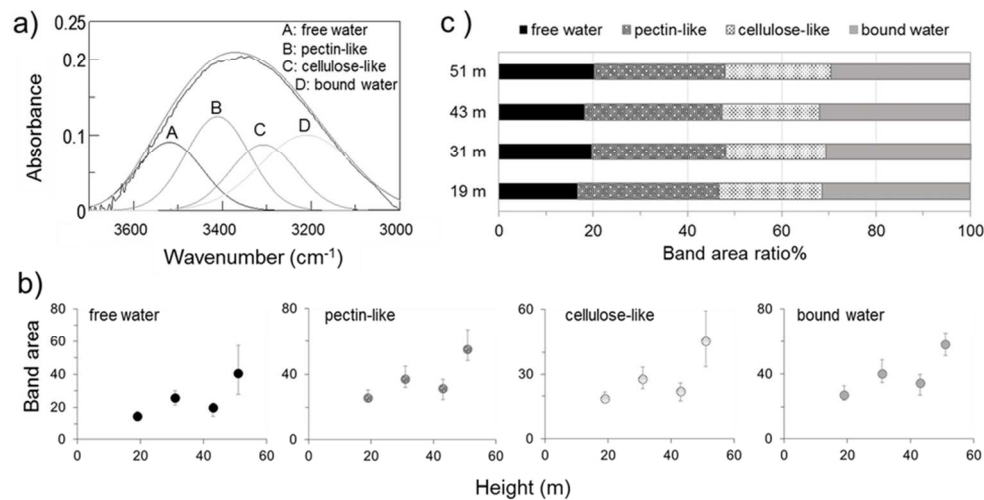 a)
0.25
0.2
0.1
0
Absorbance
A: free water
B: pectin-like
C: cellulose-like
D: bound water
A
B
C
D
3600
3400
3200
3000
Wavenumber (cm-1)
c)
free water
pectin-like
cellulose-like
bound water
51 m
43 m
31 m
19 m
0
20
40
60
80
100
Band area ratio%
b)
Band area
80
60
40
20
0
free water
0
20
40
60
80
40
0
pectin-like
0
20
40
60
60
30
0
cellulose-like
0
20
40
60
80
40
0
bound water
0
20
40
60
Height (m)